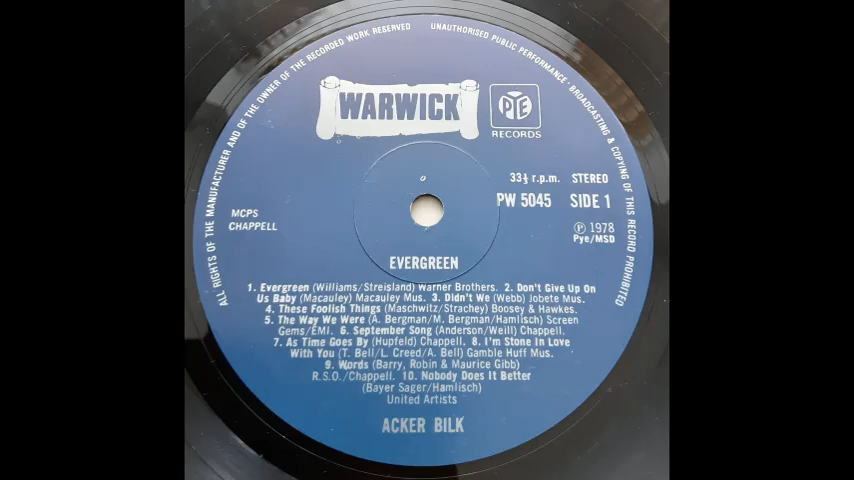 ALL RIGHTS OF THE MANUFACTURER AND OF THE OWNER OF THE RECORDED WORK RESERVED
UNAUTHORISED PUBLIC PERFORMANCE · BROADCASTING & COPYING OF THIS RECORD PROHIBITED
WARWICK
PYE
RECORDS
33⅓ r.p.m. STEREO
PW 5045 SIDE 1
MCPS
CHAPPELL
℗ 1978
Pye/MSD
EVERGREEN
1. Evergreen (Williams/Streisland) Warner Brothers. 2. Don't Give Up On
Us Baby (Macauley) Macauley Mus. 3. Didn't We (Webb) Jobete Mus.
4. These Foolish Things (Maschwitz/Strachey) Boosey & Hawkes.
5. The Way We Were (A. Bergman/M. Bergman/Hamlisch) Screen
Gems/EMI. 6. September Song (Anderson/Weill) Chappell.
7. As Time Goes By (Hupfeld) Chappell. 8. I'm Stone In Love
With You (T. Bell/L. Creed/A. Bell) Gamble Huff Mus.
9. Words (Barry, Robin & Maurice Gibb)
R.S.O./Chappell. 10. Nobody Does It Better
(Bayer Sager/Hamlisch)
United Artists
ACKER BILK